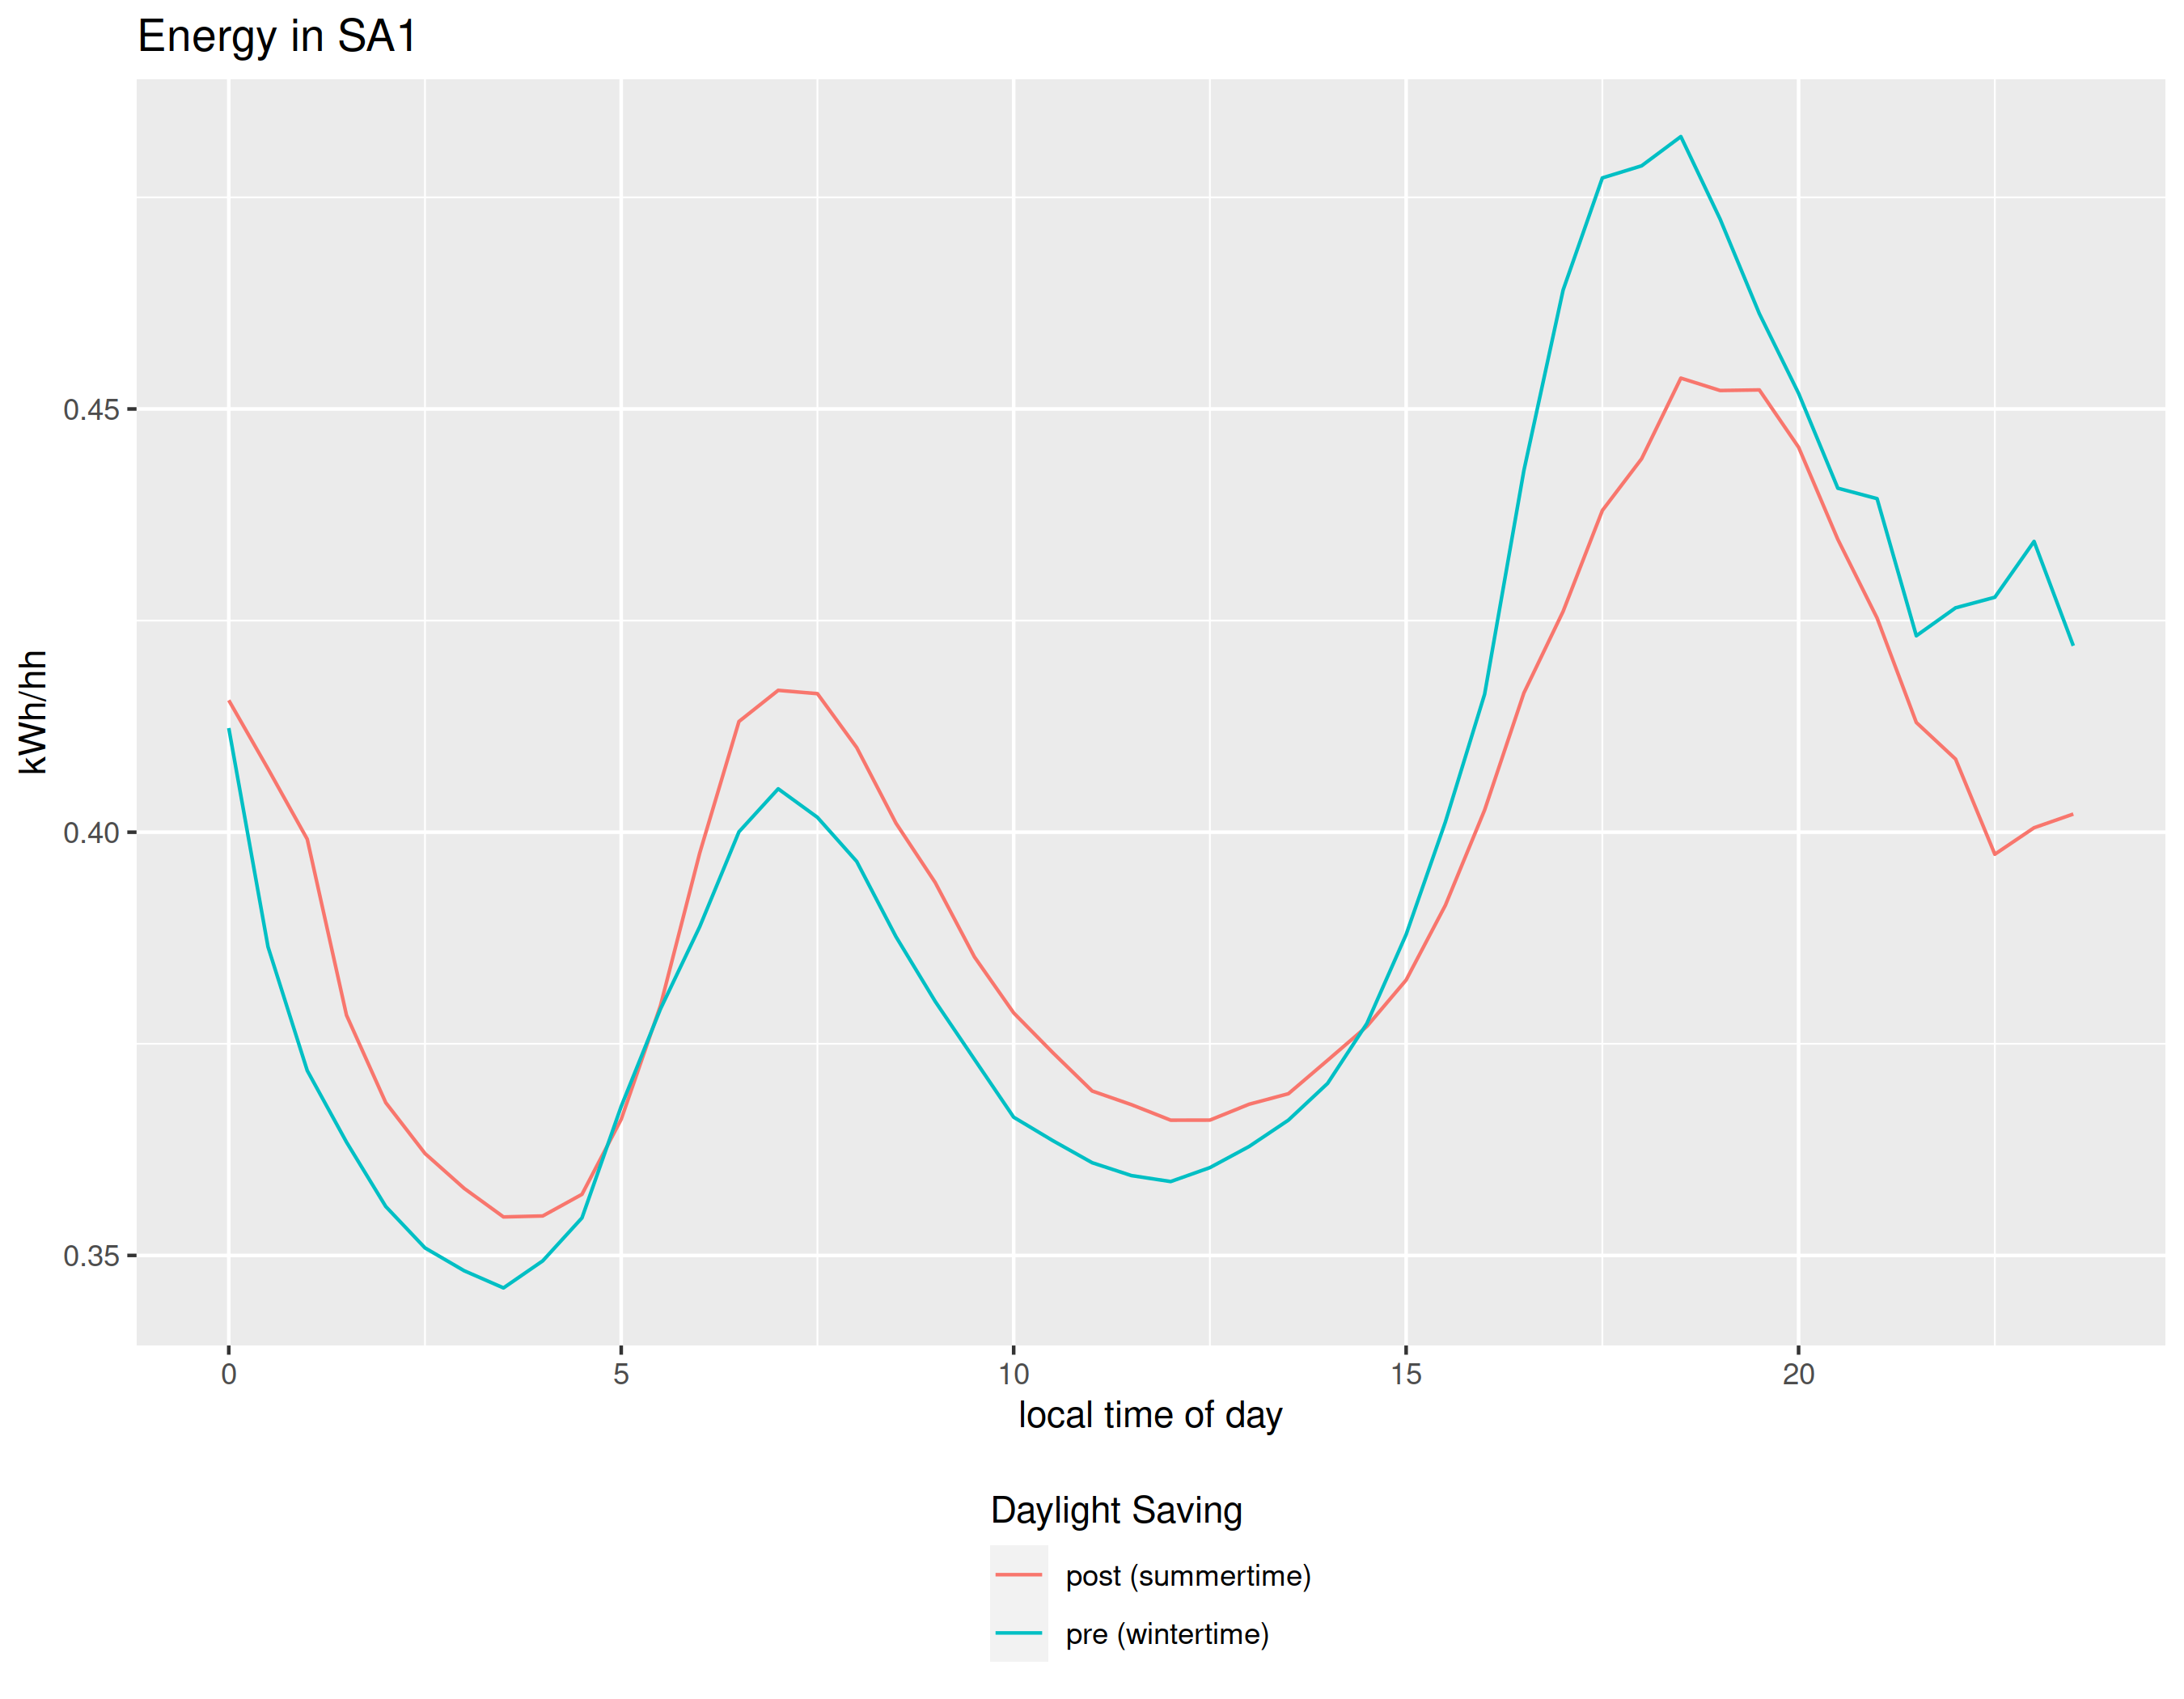 Energy in SA1
kWh/hh
0.45
0.40
0.35
0 5 10 15 20
local time of day
Daylight Saving
post (summertime)
pre (wintertime)